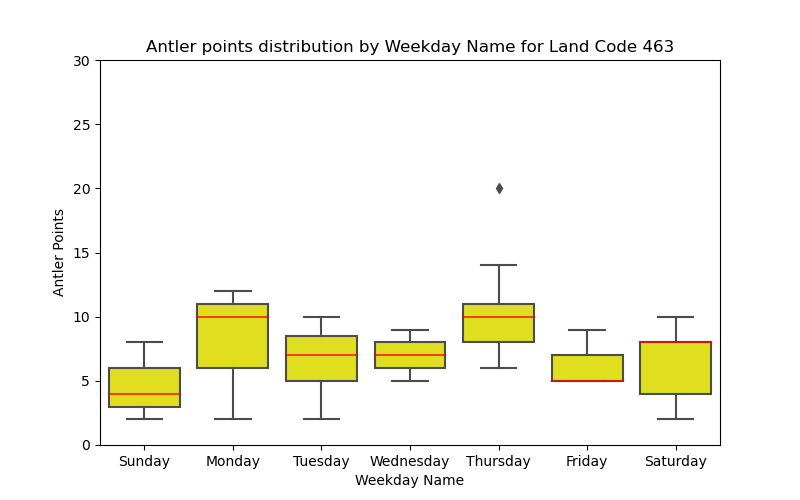 Antler points distribution by Weekday Name for Land Code 463
30
25
20
15
10
5
0
Antler Points
Sunday Monday Tuesday Wednesday Thursday Friday Saturday
Weekday Name